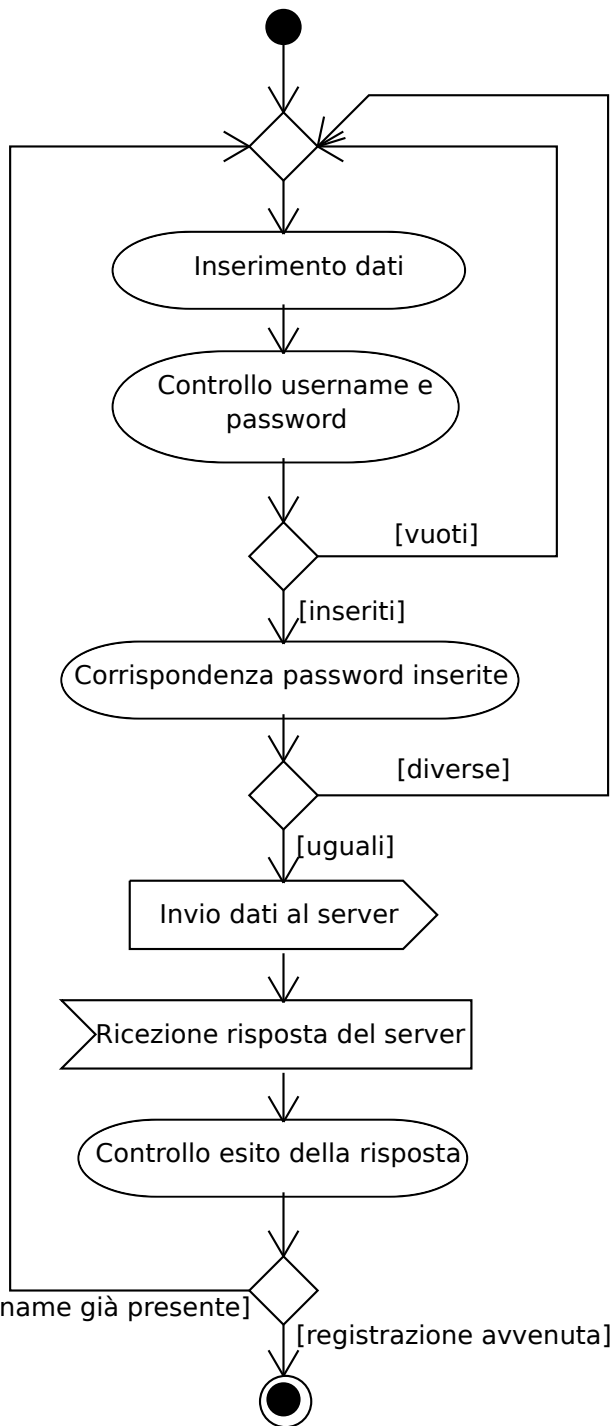 Inserimento dati
Controllo username e
password
[vuoti]
[inseriti]
Corrispondenza password inserite
[diverse]
[uguali]
Invio dati al server
Ricezione risposta del server
Controllo esito della risposta
name già presente]
[registrazione avvenuta]